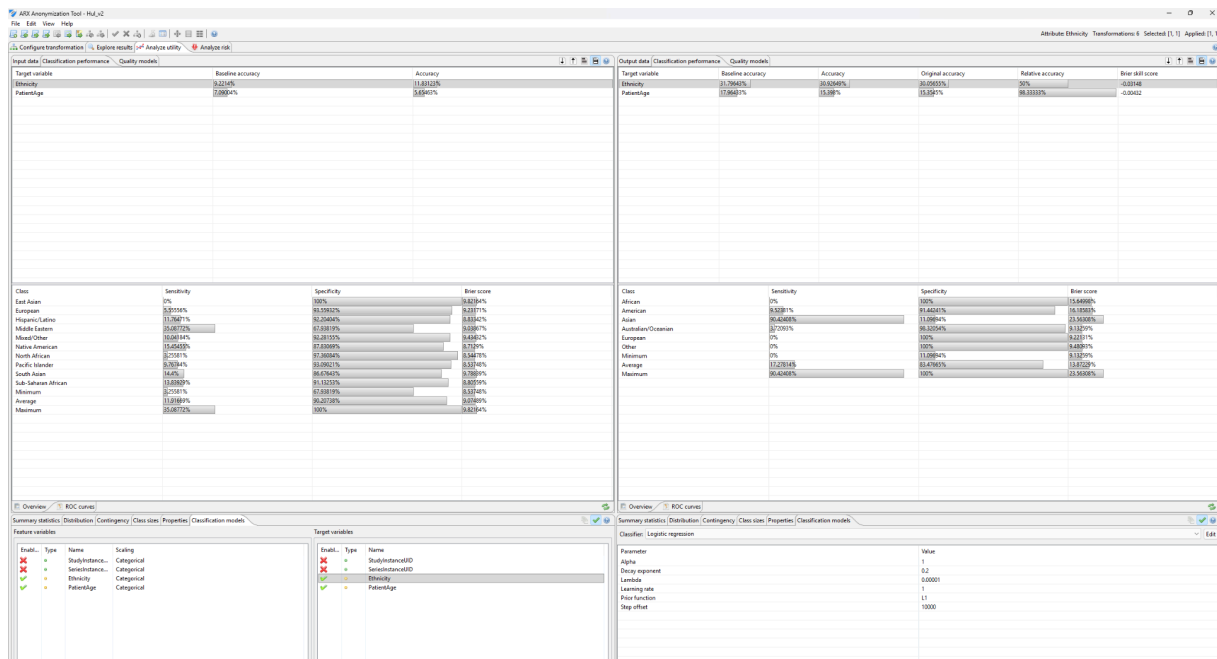 ARX Anonymization Tool - Hul_v2
File Edit View Help
Attribute: Ethnicity Transformations: 6 Selected: [1, 1] Applied: [1, 1
Configure transformation Explore results Analyze utility Analyze risk
Input data Classification performance Quality models
Target variable Baseline accuracy Accuracy
Ethnicity 9.2214% 11.83123%
PatientAge 7.09004% 5.65463%
Class Sensitivity Specificity Brier score
East Asian 0% 100% 9.82164%
European 5.55556% 93.55932% 9.23171%
Hispanic/Latino 11.76471% 92.20404% 8.83342%
Middle Eastern 35.08772% 67.93819% 9.03867%
Mixed/Other 10.04184% 92.28155% 9.43432%
Native American 15.45455% 87.83069% 8.7129%
North African 3.25581% 97.36084% 8.54478%
Pacific Islander 9.76744% 93.09021% 8.53748%
South Asian 14.4% 86.67643% 9.78839%
Sub-Saharan African 13.83929% 91.13253% 8.80559%
Minimum 3.25581% 67.93819% 8.53748%
Average 11.91669% 90.20738% 9.07489%
Maximum 35.08772% 100% 9.82164%
Overview ROC curves
Output data Classification performance Quality models
Target variable Baseline accuracy Accuracy Original accuracy Relative accuracy Brier skill score
Ethnicity 31.79643% 30.92649% 30.05655% 50% -0.03148
PatientAge 17.96433% 15.398% 15.3545% 98.33333% -0.00432
Class Sensitivity Specificity Brier score
African 0% 100% 15.64998%
American 9.52381% 91.44241% 16.18583%
Asian 90.42408% 11.09694% 23.56308%
Australian/Oceanian 3.72093% 98.32054% 9.13259%
European 0% 100% 9.22131%
Other 0% 100% 9.48093%
Minimum 0% 11.09694% 9.13259%
Average 17.27814% 83.47665% 13.87229%
Maximum 90.42408% 100% 23.56308%
Overview ROC curves
Summary statistics Distribution Contingency Class sizes Properties Classification models
Feature variables
Enabl... Type Name Scaling
StudyInstance... Categorical
SeriesInstance... Categorical
Ethnicity Categorical
PatientAge Categorical
Target variables
Enabl... Type Name
StudyInstanceUID
SeriesInstanceUID
Ethnicity
PatientAge
Summary statistics Distribution Contingency Class sizes Properties Classification models
Classifier: Logistic regression Edit
Parameter Value
Alpha 1
Decay exponent 0.2
Lambda 0.00001
Learning rate 1
Prior function L1
Step offset 10000